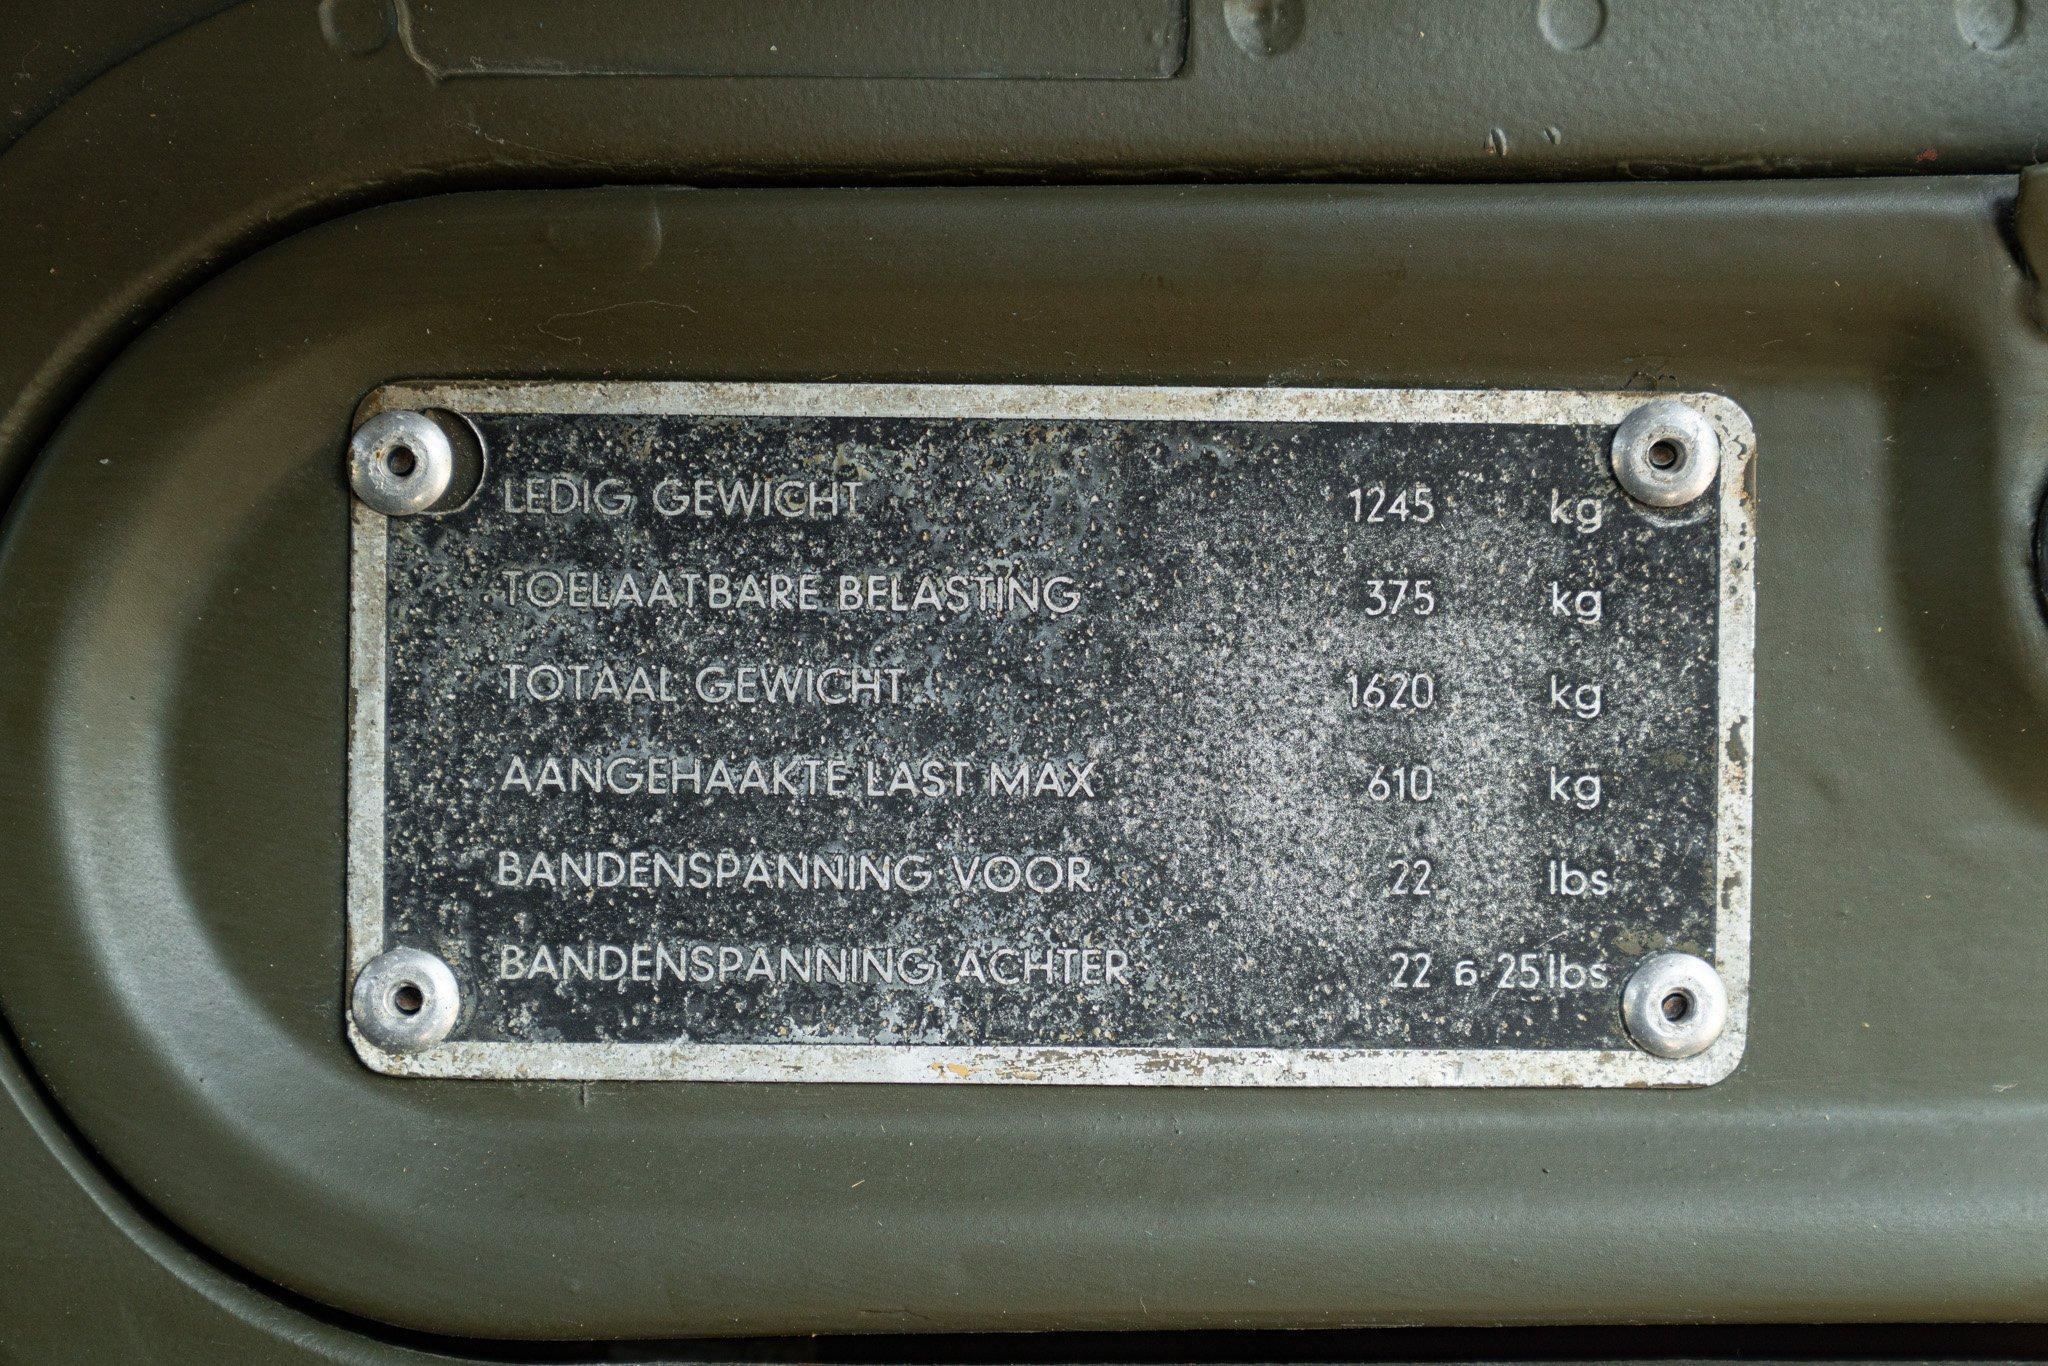 LEDIG GEWICHT 1245 kg
TOELAATBARE BELASTING 375 kg
TOTAAL GEWICHT 1620 kg
AANGEHAAKTE LAST MAX 610 kg
BANDENSPANNING VOOR 22 lbs
BANDENSPANNING ACHTER 22 à 25 lbs